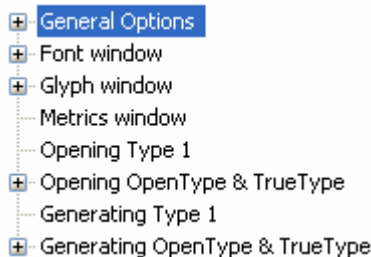 General Options
Font window
Glyph window
Metrics window
Opening Type 1
Opening OpenType & TrueType
Generating Type 1
Generating OpenType & TrueType